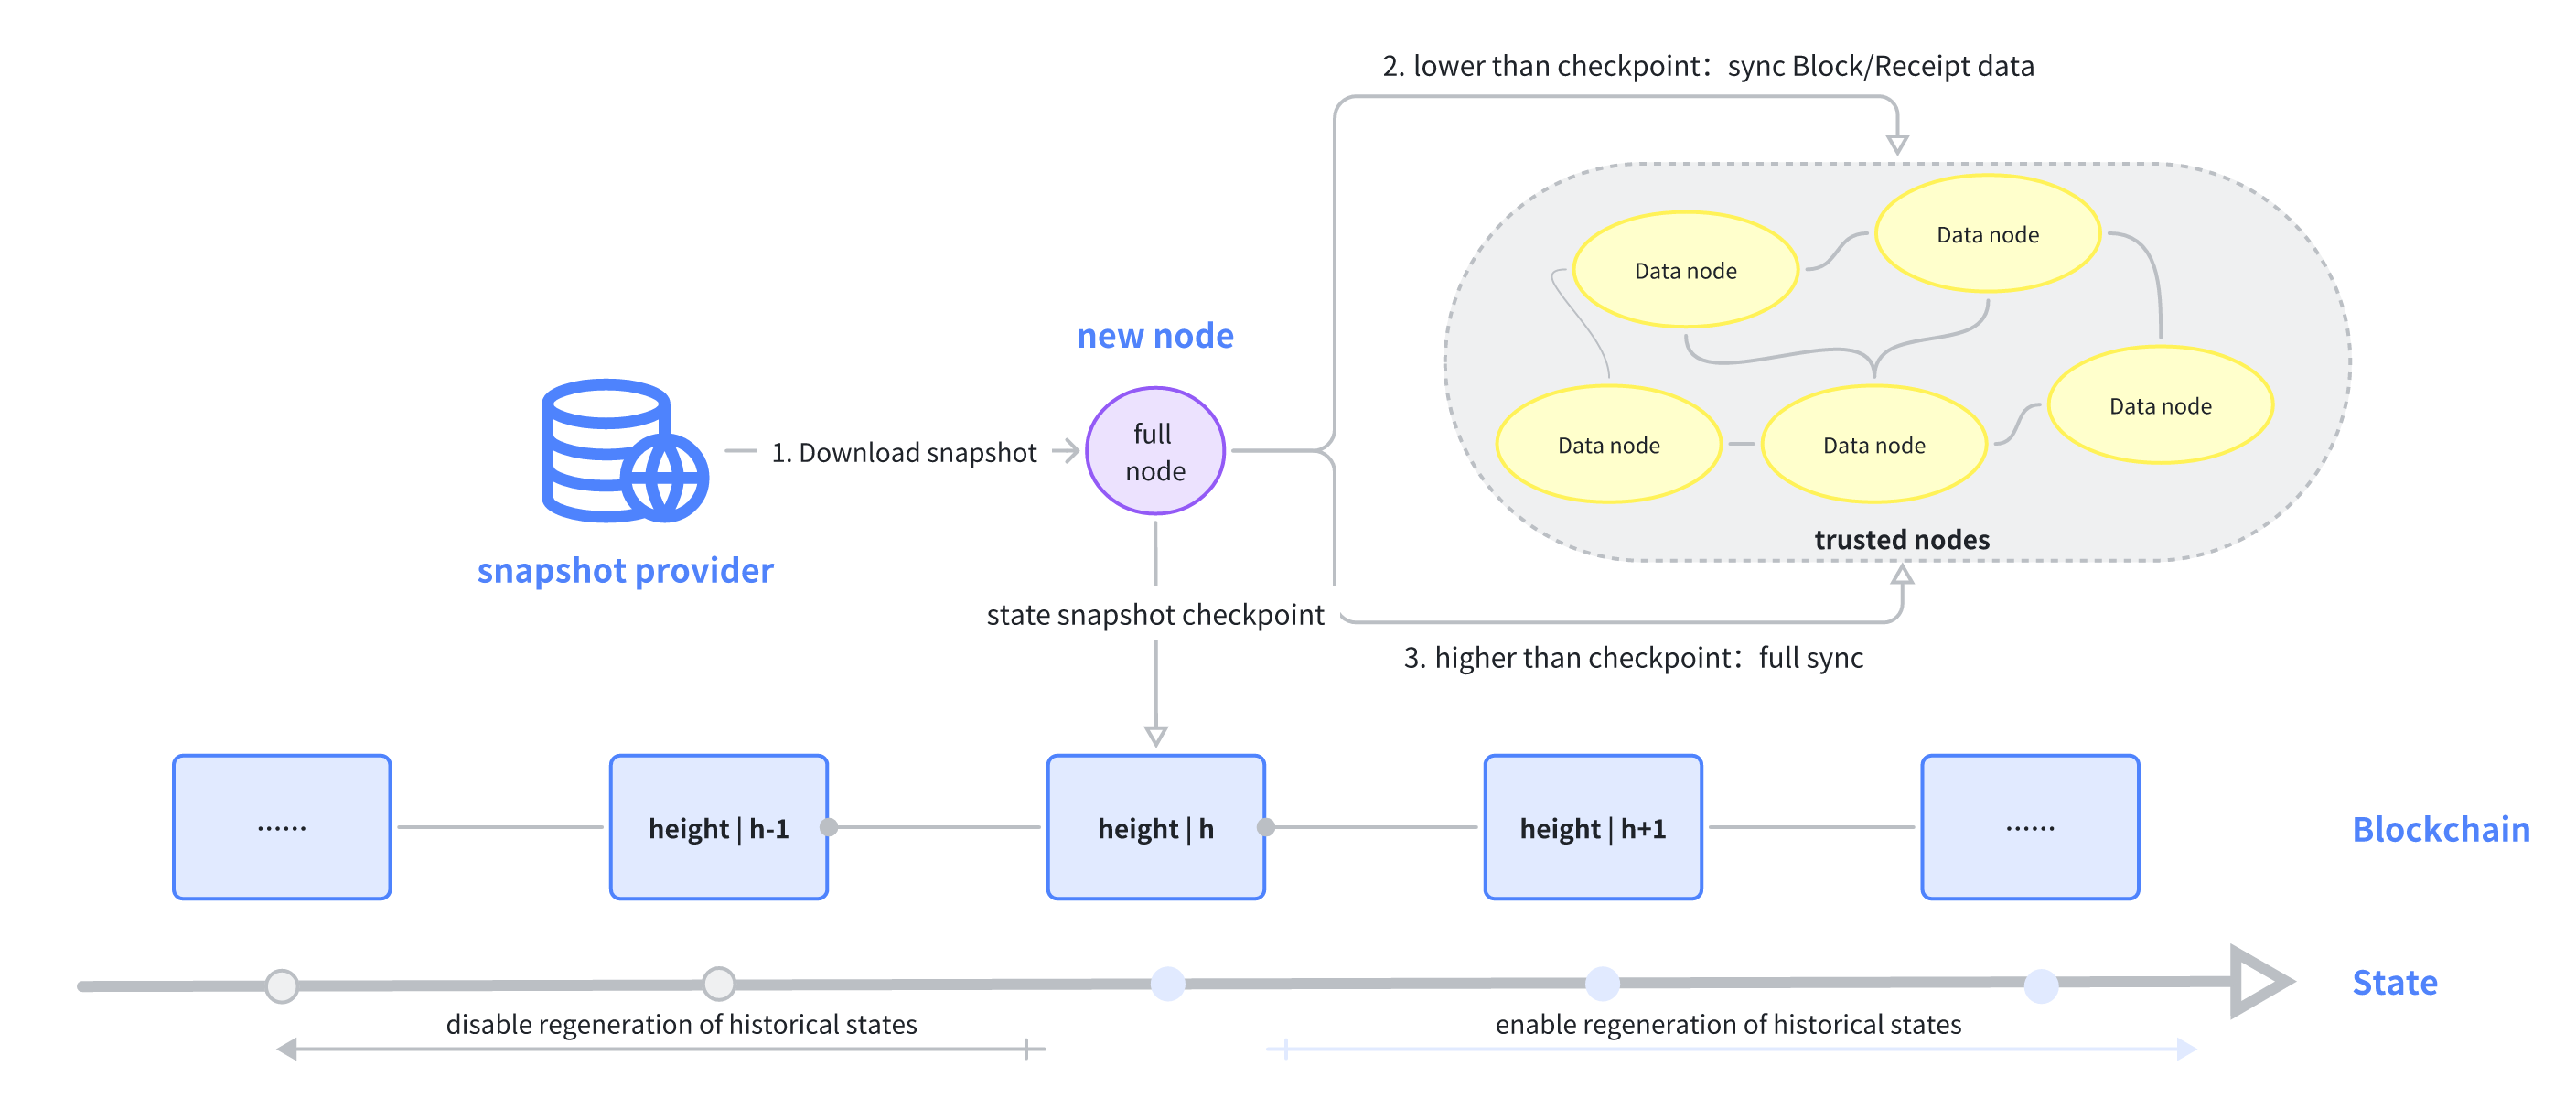 2. lower than checkpoint：sync Block/Receipt data
Data node
Data node
new node
Data node
full
node
1. Download snapshot
Data node
Data node
trusted nodes
snapshot provider
state snapshot checkpoint
3. higher than checkpoint：full sync
······
height | h-1
height | h
height | h+1
······
Blockchain
State
disable regeneration of historical states
enable regeneration of historical states